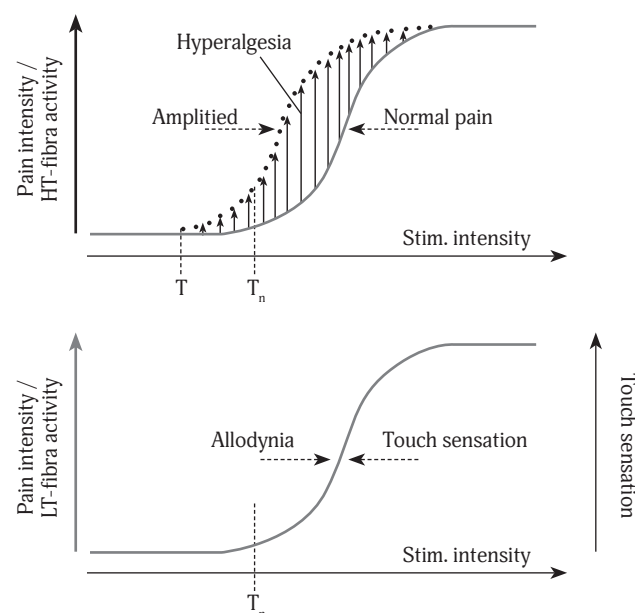 Pain intensity /
HT-fibra activity
Hyperalgesia
Amplitied
Normal pain
Stim. intensity
T
Tn
Pain intensity /
LT-fibra activity
Allodynia
Touch sensation
Touch sensation
Stim. intensity